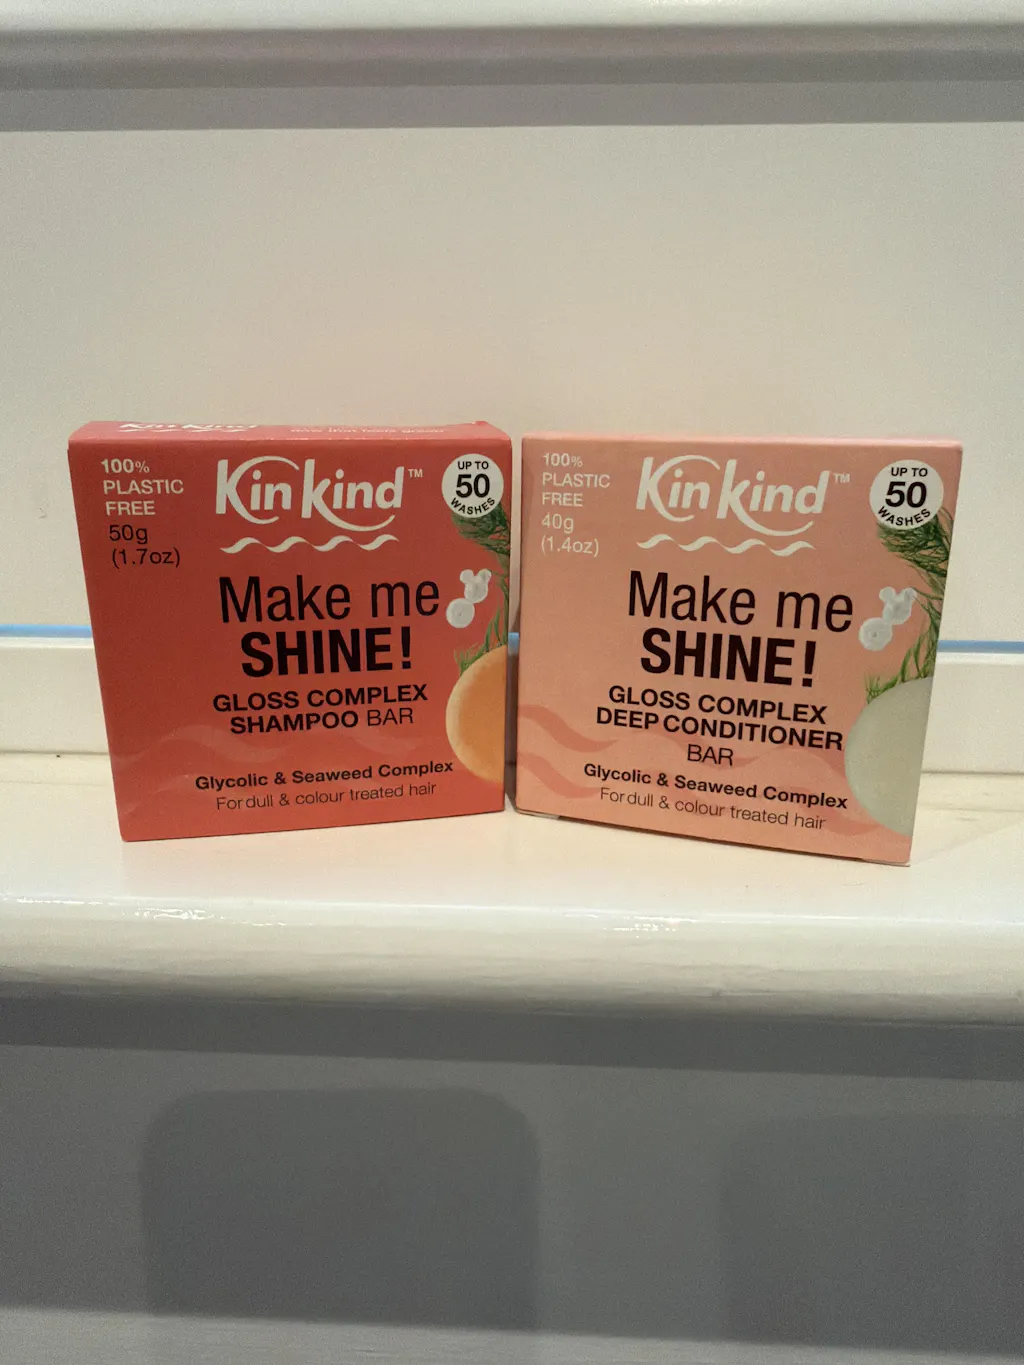 KinKind
100%
PLASTIC
FREE
50g
(1.7oz)
KinKind™
UP TO
50
WASHES
Make me
SHINE!
GLOSS COMPLEX
SHAMPOO BAR
Glycolic & Seaweed Complex
For dull & colour treated hair
100%
PLASTIC
FREE
40g
(1.4oz)
KinKind™
UP TO
50
WASHES
Make me
SHINE!
GLOSS COMPLEX
DEEP CONDITIONER
BAR
Glycolic & Seaweed Complex
For dull & colour treated hair